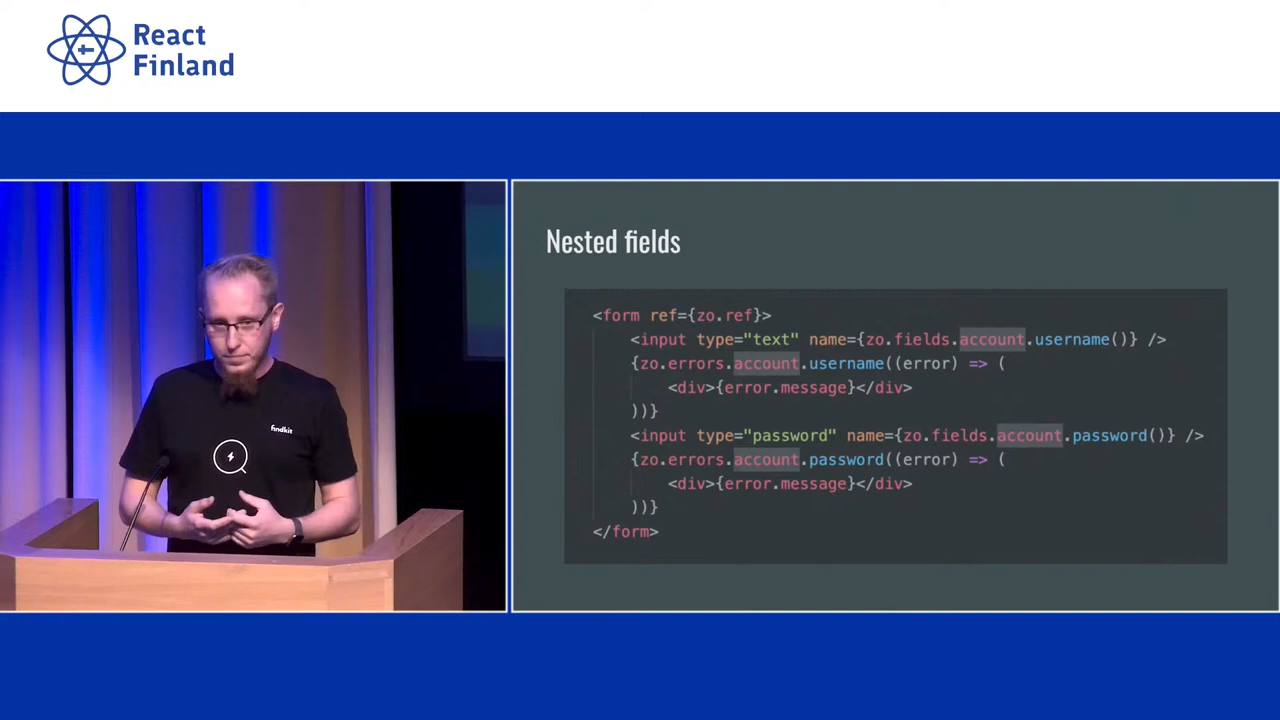 React
Finland
findkit
Nested fields
<form ref={zo.ref}>
<input type="text" name={zo.fields.account.username()} />
{zo.errors.account.username((error) => (
<div>{error.message}</div>
))}
<input type="password" name={zo.fields.account.password()} />
{zo.errors.account.password((error) => (
<div>{error.message}</div>
))}
</form>